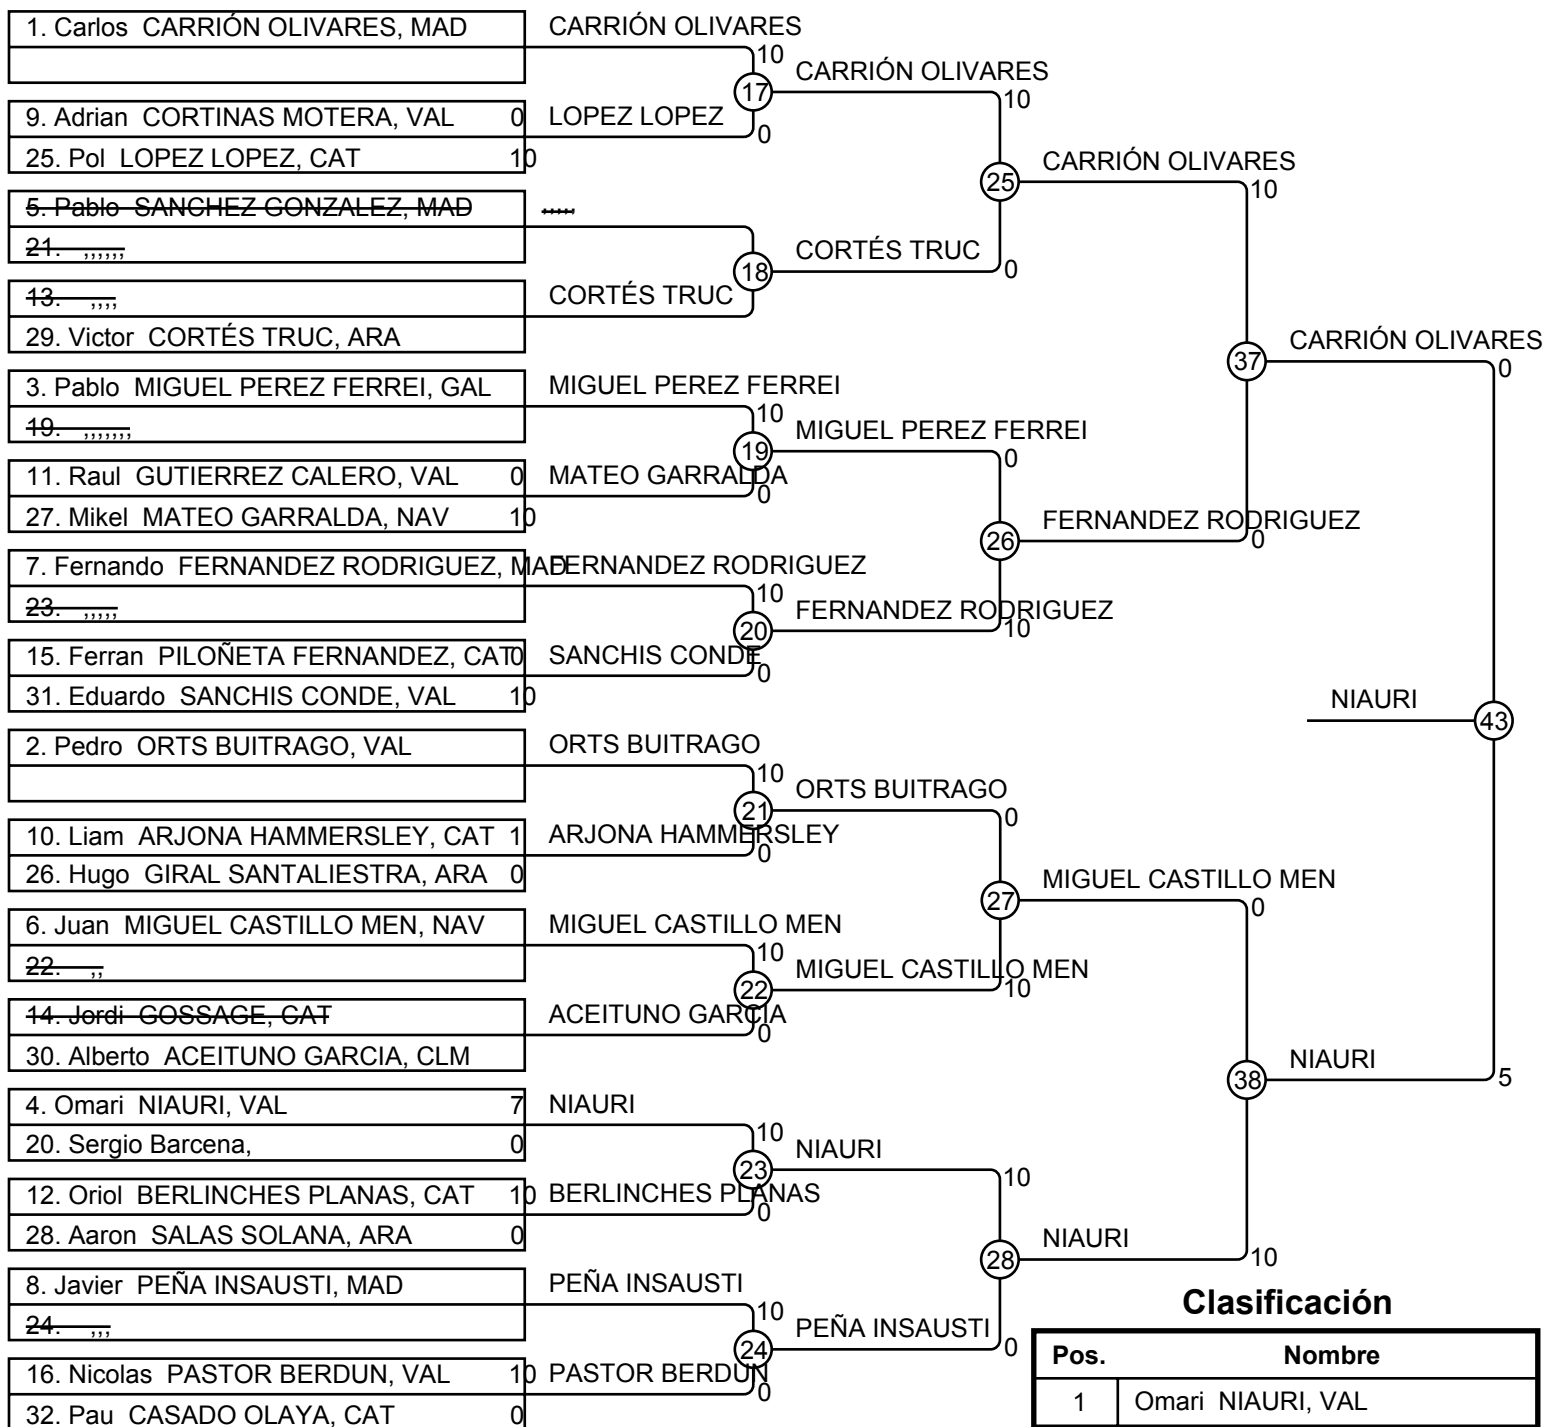 1. Carlos CARRIÓN OLIVARES, MAD
9. Adrian CORTINAS MOTERA, VAL 0
25. Pol LOPEZ LOPEZ, CAT 10
5. Pablo SANCHEZ GONZALEZ, MAD
21. ,,,,,,
13. ,,,,
29. Victor CORTÉS TRUC, ARA
3. Pablo MIGUEL PEREZ FERREI, GAL
19. ,,,,,,,
11. Raul GUTIERREZ CALERO, VAL 0
27. Mikel MATEO GARRALDA, NAV 10
7. Fernando FERNANDEZ RODRIGUEZ, MAD
23. ,,,,,
15. Ferran PILOÑETA FERNANDEZ, CAT 0
31. Eduardo SANCHIS CONDE, VAL 10
2. Pedro ORTS BUITRAGO, VAL
10. Liam ARJONA HAMMERSLEY, CAT 1
26. Hugo GIRAL SANTALIESTRA, ARA 0
6. Juan MIGUEL CASTILLO MEN, NAV
22. ,,
14. Jordi GOSSAGE, CAT
30. Alberto ACEITUNO GARCIA, CLM
4. Omari NIAURI, VAL 7
20. Sergio Barcena, 0
12. Oriol BERLINCHES PLANAS, CAT 10
28. Aaron SALAS SOLANA, ARA 0
8. Javier PEÑA INSAUSTI, MAD
24. ,,,
16. Nicolas PASTOR BERDUN, VAL 10
32. Pau CASADO OLAYA, CAT 0
CARRIÓN OLIVARES
10
17
LOPEZ LOPEZ
0
,,,,,,
18
CORTÉS TRUC
MIGUEL PEREZ FERREI
10
19
MATEO GARRALDA
0
FERNANDEZ RODRIGUEZ
10
20
SANCHIS CONDE
0
ORTS BUITRAGO
10
21
ARJONA HAMMERSLEY
0
MIGUEL CASTILLO MEN
10
22
ACEITUNO GARCIA
0
NIAURI
10
23
BERLINCHES PLANAS
0
PEÑA INSAUSTI
10
24
PASTOR BERDUN
0
CARRIÓN OLIVARES
10
25
CORTÉS TRUC
0
MIGUEL PEREZ FERREI
0
26
FERNANDEZ RODRIGUEZ
10
ORTS BUITRAGO
0
27
MIGUEL CASTILLO MEN
10
NIAURI
10
28
PEÑA INSAUSTI
0
CARRIÓN OLIVARES
10
37
FERNANDEZ RODRIGUEZ
0
MIGUEL CASTILLO MEN
0
38
NIAURI
10
CARRIÓN OLIVARES
0
NIAURI
43
NIAURI
5
Clasificación
Pos. Nombre
1 Omari NIAURI, VAL